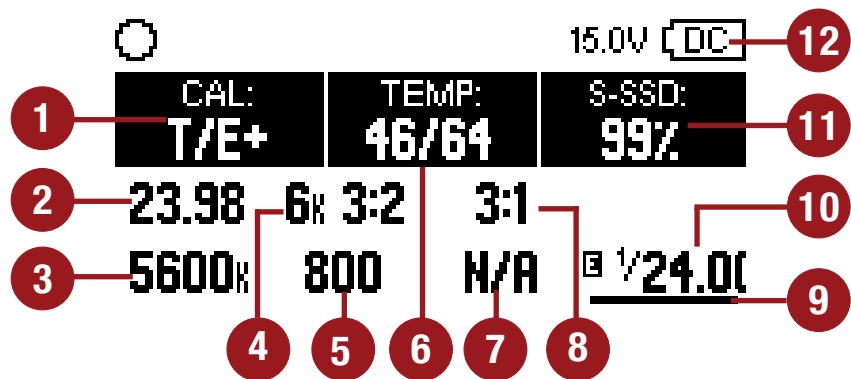 15.0V DC 12
CAL: TEMP: S-SSD:
1 T/E+ 46/64 99% 11
2 23.98 6K 3:2 3:1 10
3 5600K 800 N/A E 1/24.00 9
4 5 6 7 8